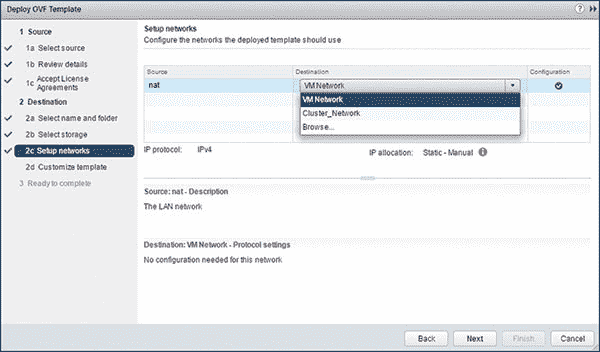 Deploy OVF Template
1 Source
1a Select source
1b Review details
1c Accept License
Agreements
2 Destination
2a Select name and folder
2b Select storage
2c Setup networks
2d Customize template
3 Ready to complete
Setup networks
Configure the networks the deployed template should use
Source Destination Configuration
nat VM Network
VM Network
Cluster_Network
Browse...
IP protocol: IPv4 IP allocation: Static - Manual
Source: nat - Description
The LAN network
Destination: VM Network - Protocol settings
No configuration needed for this network
Back Next Finish Cancel